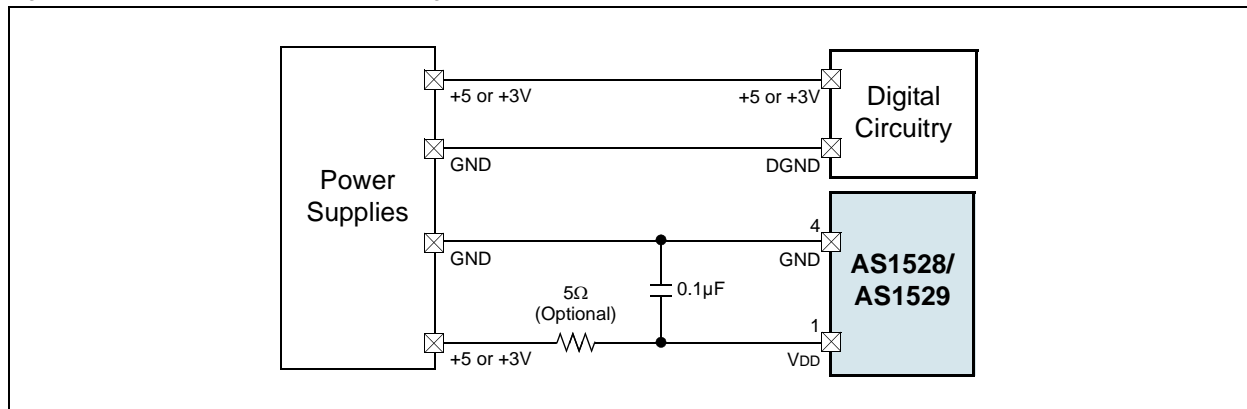 Power
Supplies
+5 or +3V
+5 or +3V
Digital
Circuitry
GND
DGND
GND
4
GND
AS1528/
AS1529
5Ω
(Optional)
0.1µF
+5 or +3V
1
VDD